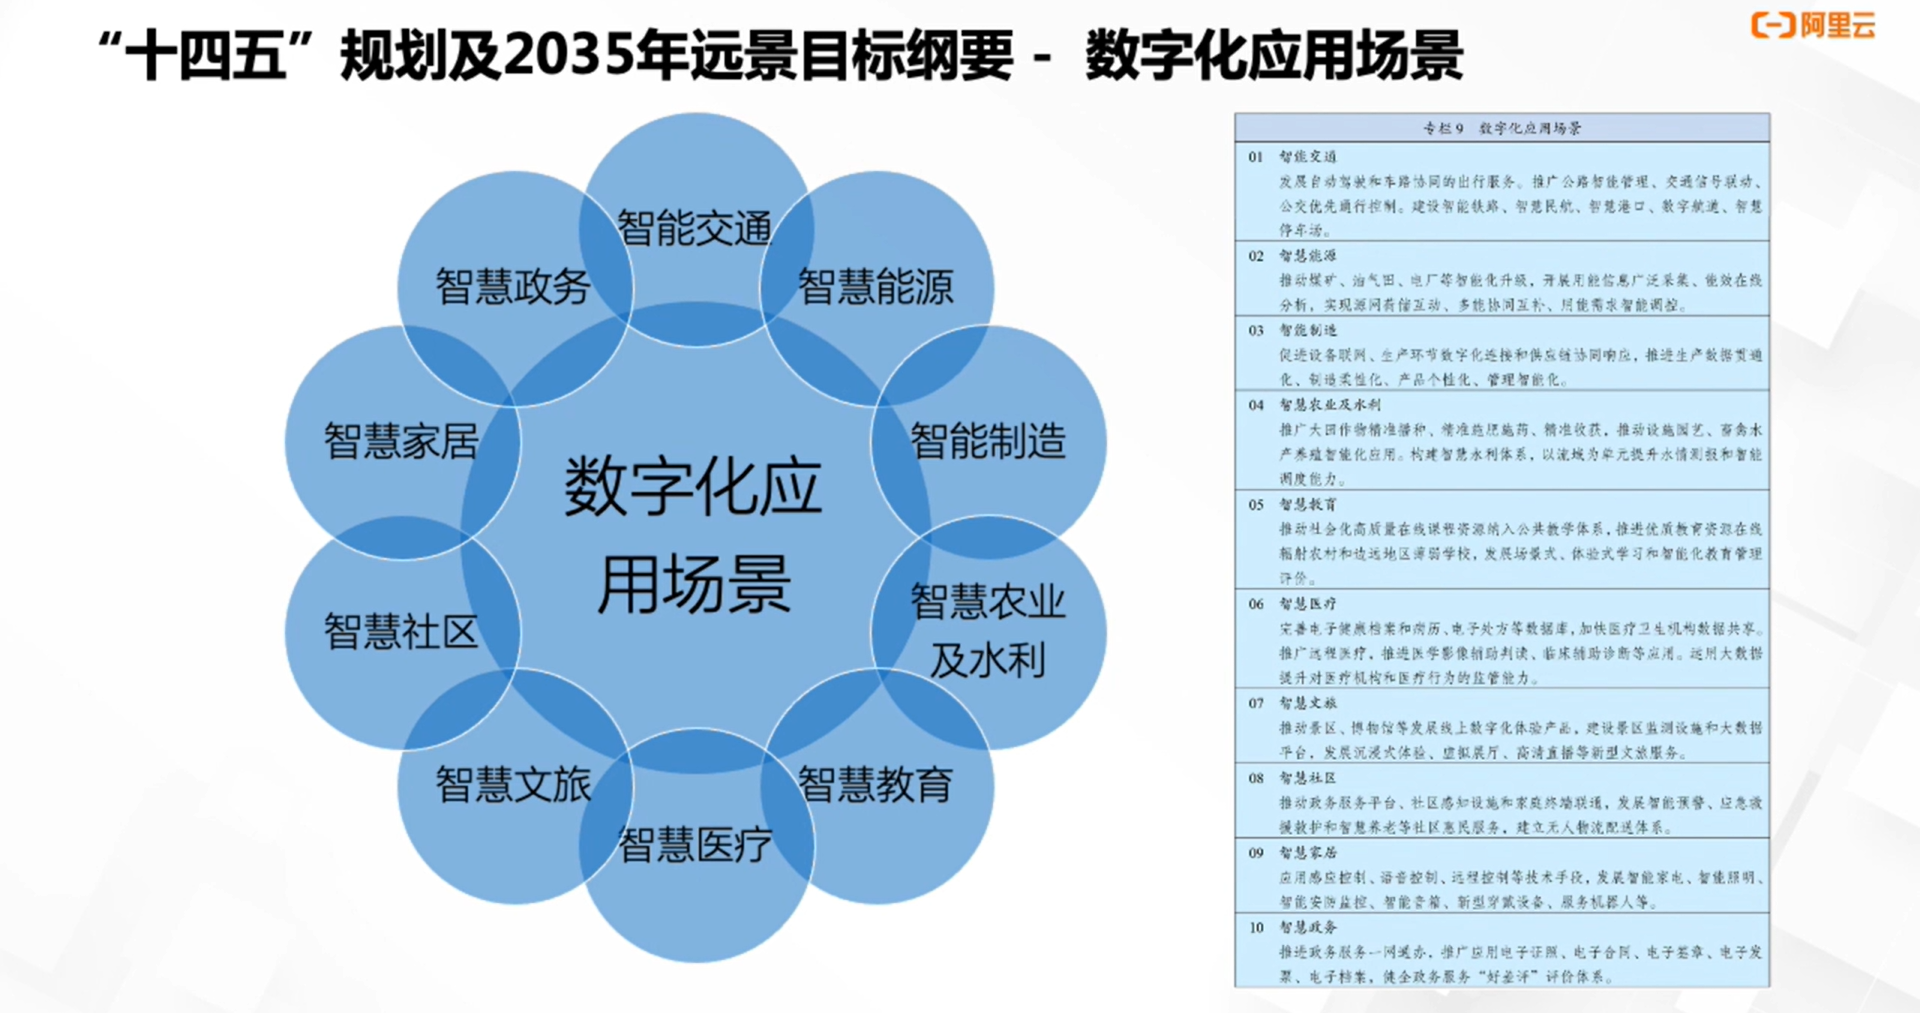 “十四五”规划及2035年远景目标纲要 - 数字化应用场景
阿里云
智能交通
智慧政务
智慧能源
智慧家居
智能制造
数字化应
用场景
智慧社区
智慧农业
及水利
智慧文旅
智慧教育
智慧医疗
专栏9 数字化应用场景
01 智能交通
发展自动驾驶和车路协同的出行服务。推广公路智能管理、交通信号联动、
公交优先通行控制。建设智能铁路、智慧民航、智慧港口、数字航道、智慧
停车场。
02 智慧能源
推动煤矿、油气田、电厂等智能化升级，开展用能信息广泛采集、能效在线
分析，实现源网荷储互动、多能协同互补、用能需求智能调控。
03 智能制造
促进设备联网、生产环节数字化连接和供应链协同响应，推进生产数据贯通
化、制造柔性化、产品个性化、管理智能化。
04 智慧农业及水利
推广大田作物精准播种、精准施肥施药、精准收获，推动设施园艺、畜禽水
产养殖智能化应用。构建智慧水利体系，以流域为单元提升水情测报和智能
调度能力。
05 智慧教育
推动社会化高质量在线课程资源纳入公共教学体系，推进优质教育资源在线
辐射农村和边远地区薄弱学校，发展场景式、体验式学习和智能化教育管理
评价。
06 智慧医疗
完善电子健康档案和病历、电子处方等数据库，加快医疗卫生机构数据共享。
推广远程医疗，推进医学影像辅助判读、临床辅助诊断等应用。运用大数据
提升对医疗机构和医疗行为的监管能力。
07 智慧文旅
推动景区、博物馆等发展线上数字化体验产品，建设景区监测设施和大数据
平台，发展沉浸式体验、虚拟展厅、高清直播等新型文旅服务。
08 智慧社区
推动政务服务平台、社区感知设施和家庭终端联通，发展智能预警、应急救
援救护和智慧养老等社区惠民服务，建立无人物流配送体系。
09 智慧家居
应用感应控制、语音控制、远程控制等技术手段，发展智能家电、智能照明、
智能安防监控、智能音箱、新型穿戴设备、服务机器人等。
10 智慧政务
推进政务服务一网通办，推广应用电子证照、电子合同、电子签章、电子发
票、电子档案，健全政务服务“好差评”评价体系。